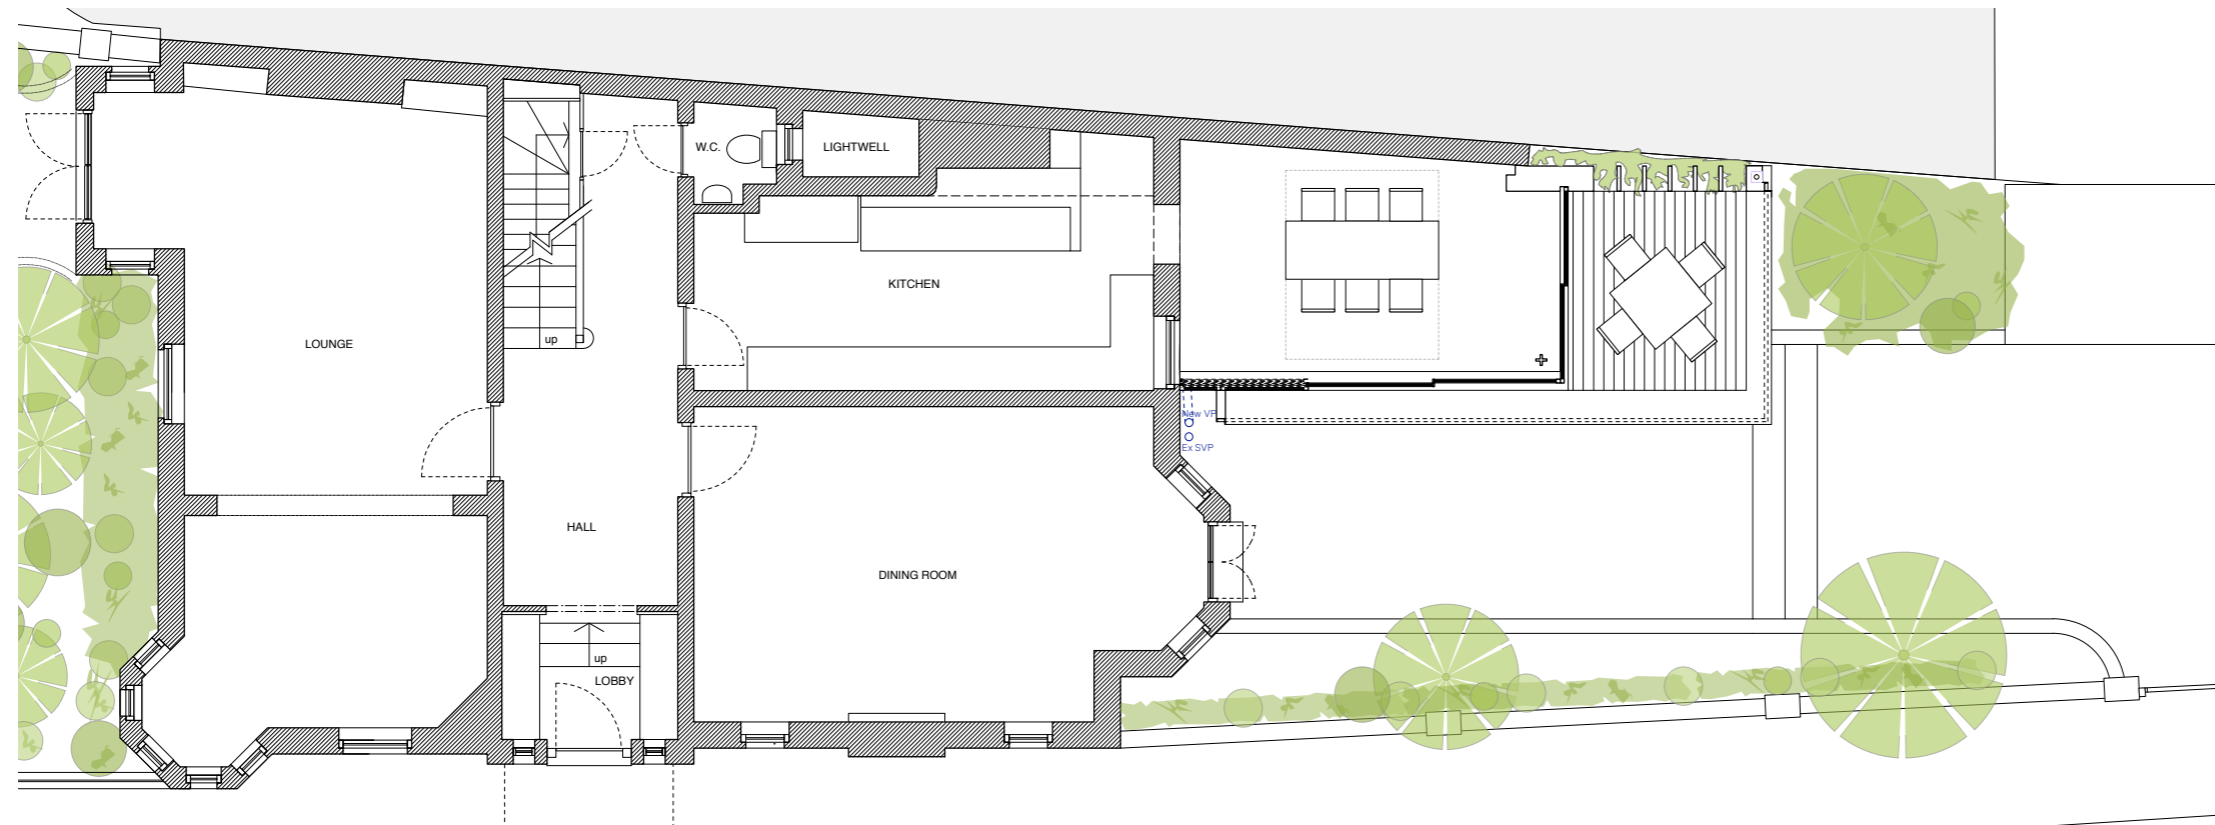 W.C.
LIGHTWELL
KITCHEN
LOUNGE
up
New VP
Ex SVP
HALL
DINING ROOM
up
LOBBY